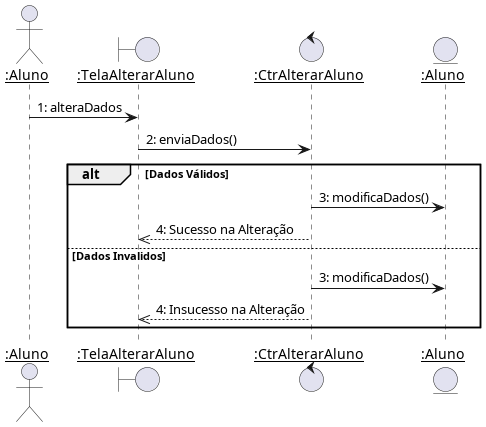 :Aluno :TelaAlterarAluno :CtrAlterarAluno :Aluno
1: alteraDados
2: enviaDados()
alt [Dados Válidos]
3: modificaDados()
4: Sucesso na Alteração
[Dados Invalidos]
3: modificaDados()
4: Insucesso na Alteração
:Aluno :TelaAlterarAluno :CtrAlterarAluno :Aluno